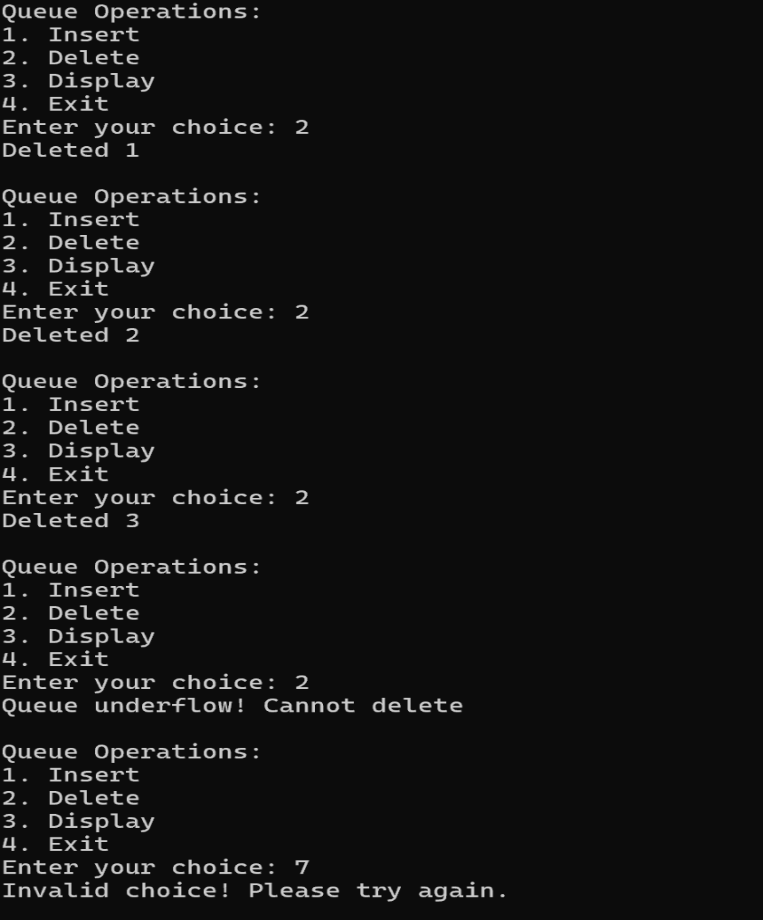 Queue Operations:
1. Insert
2. Delete
3. Display
4. Exit
Enter your choice: 2
Deleted 1

Queue Operations:
1. Insert
2. Delete
3. Display
4. Exit
Enter your choice: 2
Deleted 2

Queue Operations:
1. Insert
2. Delete
3. Display
4. Exit
Enter your choice: 2
Deleted 3

Queue Operations:
1. Insert
2. Delete
3. Display
4. Exit
Enter your choice: 2
Queue underflow! Cannot delete

Queue Operations:
1. Insert
2. Delete
3. Display
4. Exit
Enter your choice: 7
Invalid choice! Please try again.